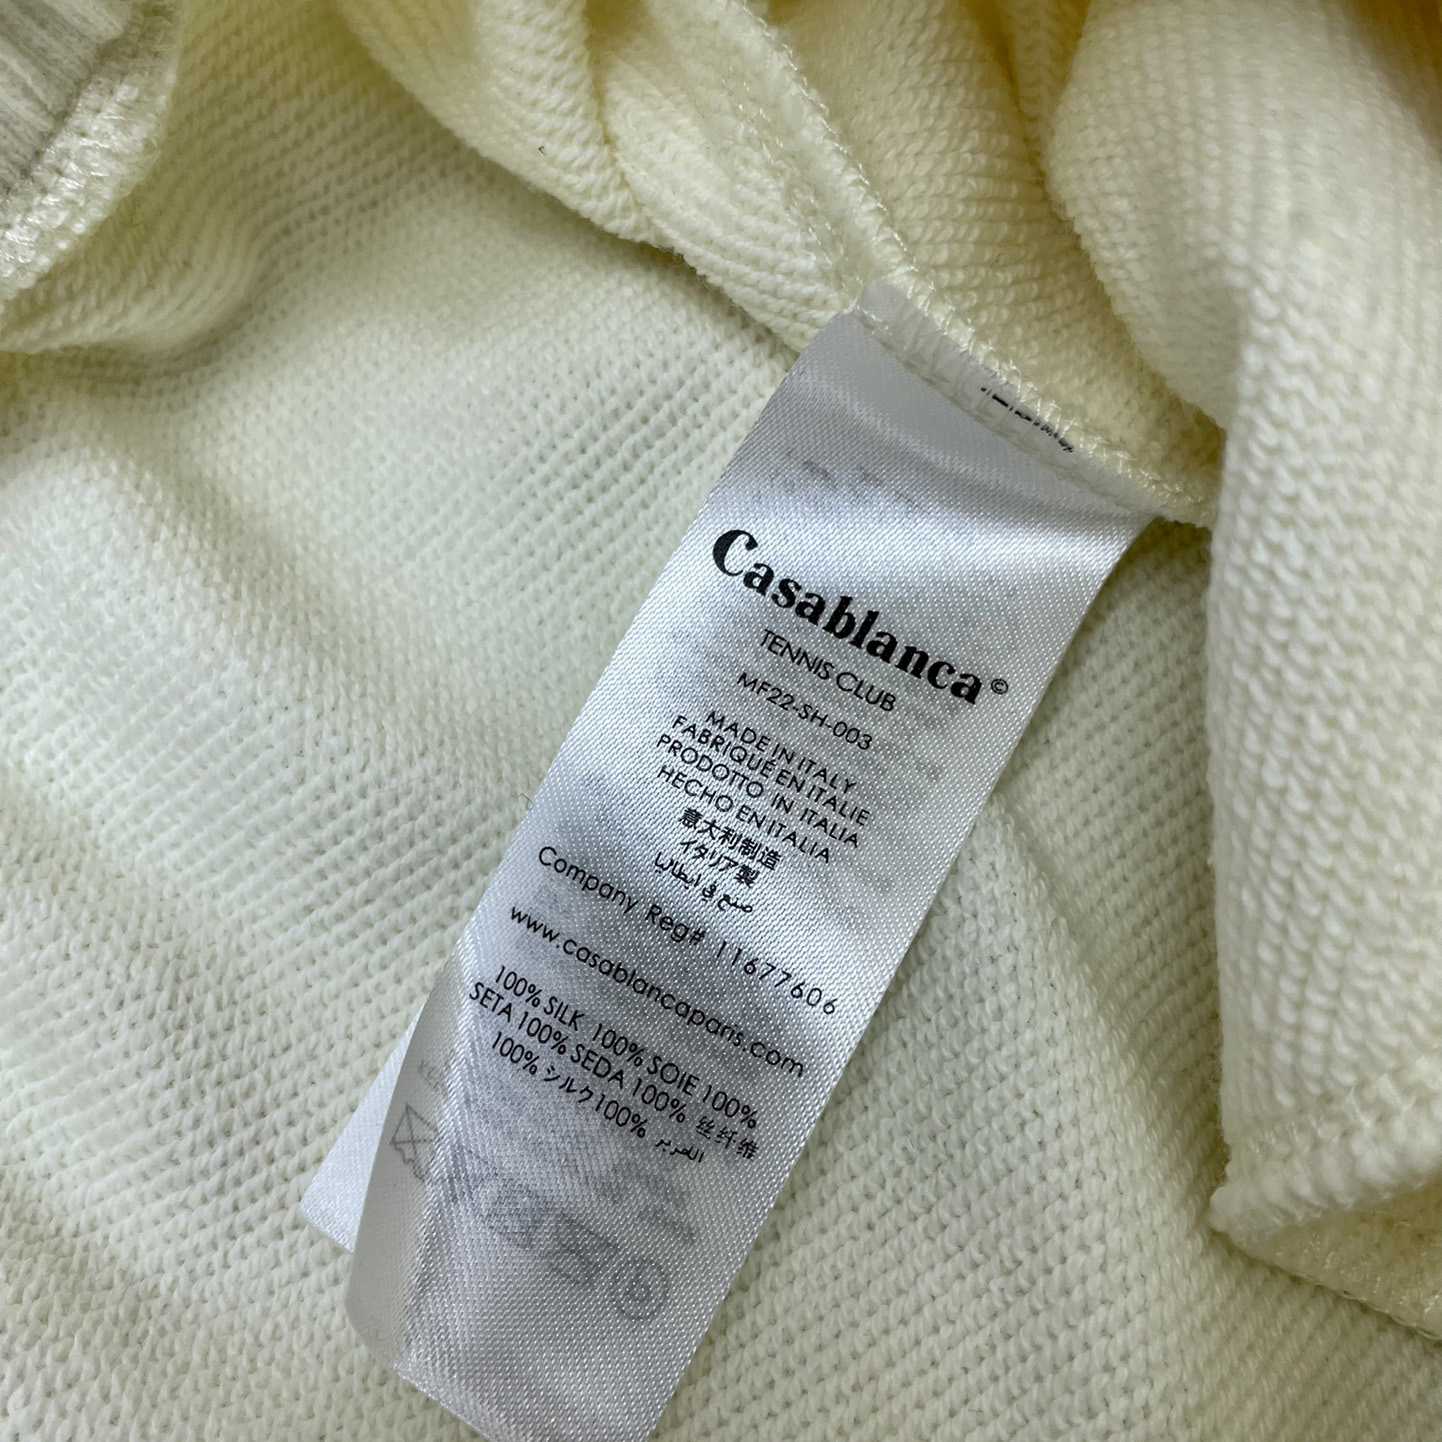 Casablanca©
TENNIS CLUB
MF22-SH-003
MADE IN ITALY
FABRIQUÉ EN ITALIE
PRODOTTO IN ITALIA
HECHO EN ITALIA
意大利制造
イタリア製
صنع في ايطاليا
Company Reg# 11677606
www.casablancaparis.com
100% SILK 100% SOIE 100%
SETA 100% SEDA 100% 丝纤维
100% シルク100% الحرير